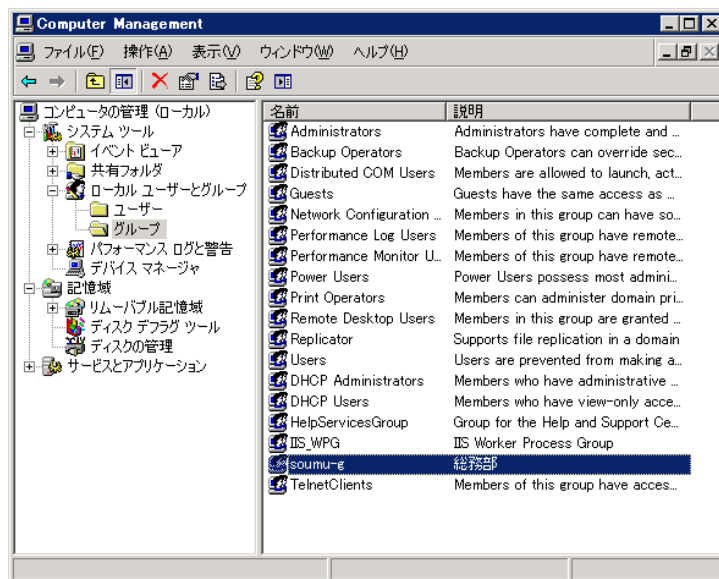 Computer Management
ファイル(F) 操作(A) 表示(V) ウィンドウ(W) ヘルプ(H)
コンピュータの管理 (ローカル)
システム ツール
イベント ビューア
共有フォルダ
ローカル ユーザーとグループ
ユーザー
グループ
パフォーマンス ログと警告
デバイス マネージャ
記憶域
リムーバブル記憶域
ディスク デフラグ ツール
ディスクの管理
サービスとアプリケーション
名前 説明
Administrators Administrators have complete and ...
Backup Operators Backup Operators can override sec...
Distributed COM Users Members are allowed to launch, act...
Guests Guests have the same access as ...
Network Configuration ... Members in this group can have so...
Performance Log Users Members of this group have remote...
Performance Monitor U... Members of this group have remote...
Power Users Power Users possess most admini...
Print Operators Members can administer domain pri...
Remote Desktop Users Members in this group are granted ...
Replicator Supports file replication in a domain
Users Users are prevented from making a...
DHCP Administrators Members who have administrative ...
DHCP Users Members who have view-only acce...
HelpServicesGroup Group for the Help and Support Ce...
IIS_WPG IIS Worker Process Group
soumu-g 総務部
TelnetClients Members of this group have acces...